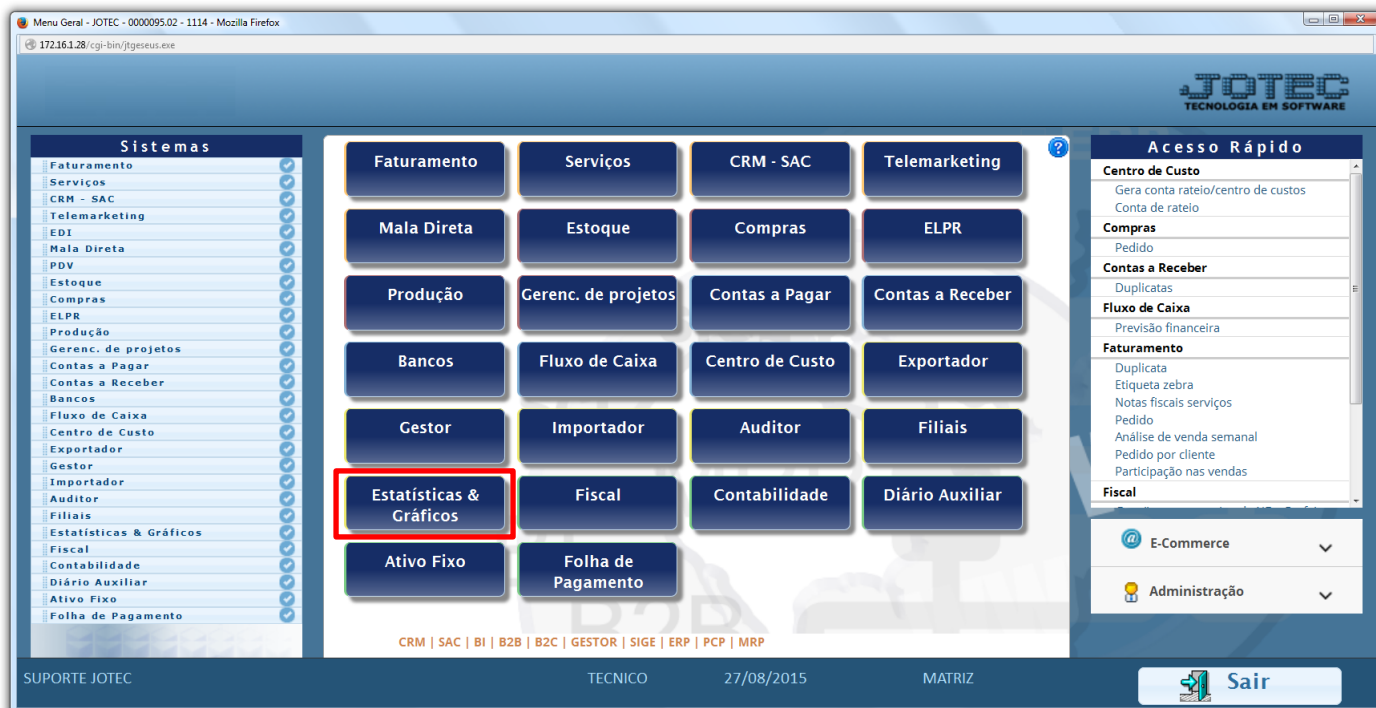 Menu Geral - JOTEC - 0000095.02 - 1114 - Mozilla Firefox
172.16.1.28/cgi-bin/jtgeseus.exe
JOTEC
TECNOLOGIA EM SOFTWARE
Sistemas
Faturamento
Serviços
CRM - SAC
Telemarketing
EDI
Mala Direta
PDV
Estoque
Compras
ELPR
Produção
Gerenc. de projetos
Contas a Pagar
Contas a Receber
Bancos
Fluxo de Caixa
Centro de Custo
Exportador
Gestor
Importador
Auditor
Filiais
Estatísticas & Gráficos
Fiscal
Contabilidade
Diário Auxiliar
Ativo Fixo
Folha de Pagamento
Faturamento
Serviços
CRM - SAC
Telemarketing
Mala Direta
Estoque
Compras
ELPR
Produção
Gerenc. de projetos
Contas a Pagar
Contas a Receber
Bancos
Fluxo de Caixa
Centro de Custo
Exportador
Gestor
Importador
Auditor
Filiais
Estatísticas &
Gráficos
Fiscal
Contabilidade
Diário Auxiliar
Ativo Fixo
Folha de
Pagamento
B2B
CRM | SAC | BI | B2B | B2C | GESTOR | SIGE | ERP | PCP | MRP
?
Acesso Rápido
Centro de Custo
Gera conta rateio/centro de custos
Conta de rateio
Compras
Pedido
Contas a Receber
Duplicatas
Fluxo de Caixa
Previsão financeira
Faturamento
Duplicata
Etiqueta zebra
Notas fiscais serviços
Pedido
Análise de venda semanal
Pedido por cliente
Participação nas vendas
Fiscal
@ E-Commerce
Administração
SUPORTE JOTEC
TECNICO
27/08/2015
MATRIZ
Sair